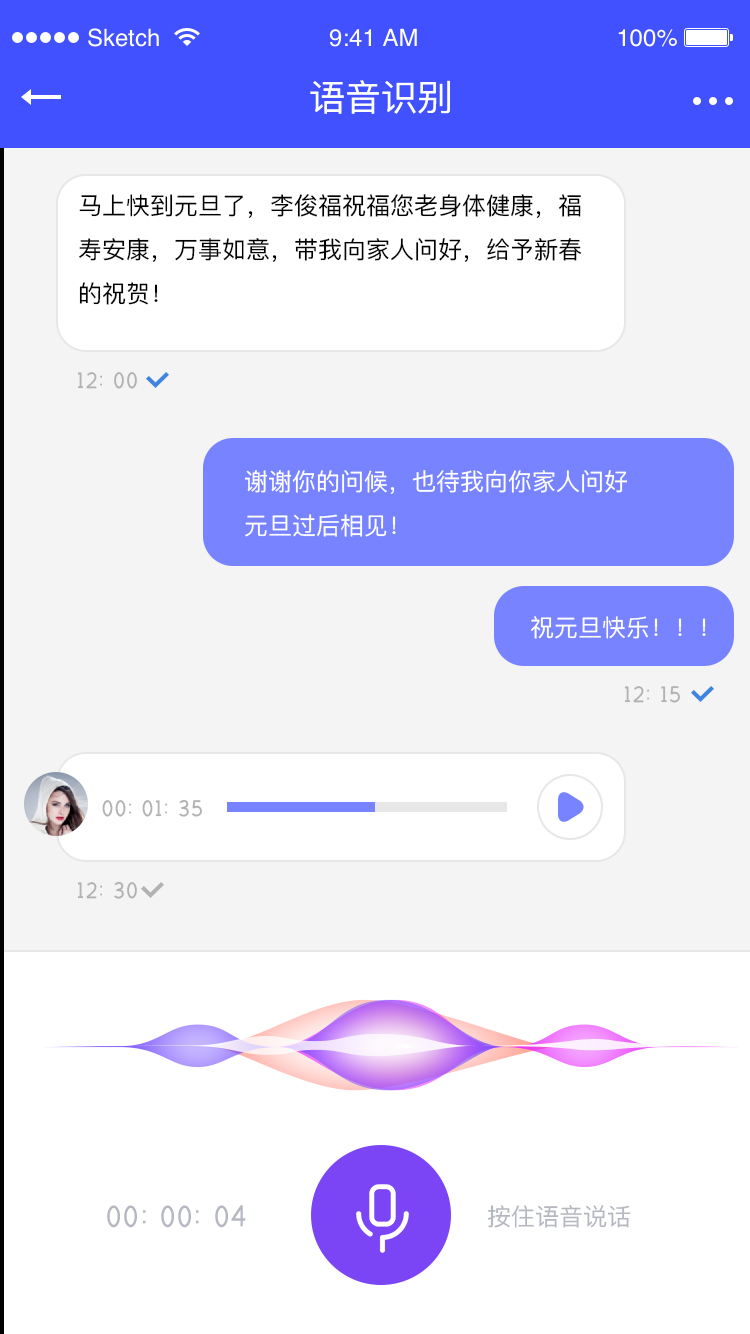 Sketch 9:41 AM 100%
语音识别
马上快到元旦了，李俊福祝福您老身体健康，福
寿安康，万事如意，带我向家人问好，给予新春
的祝贺！
12：00
谢谢你的问候，也待我向你家人问好
元旦过后相见！
祝元旦快乐！！！
12：15
00：01：35
12：30
00：00：04
按住语音说话